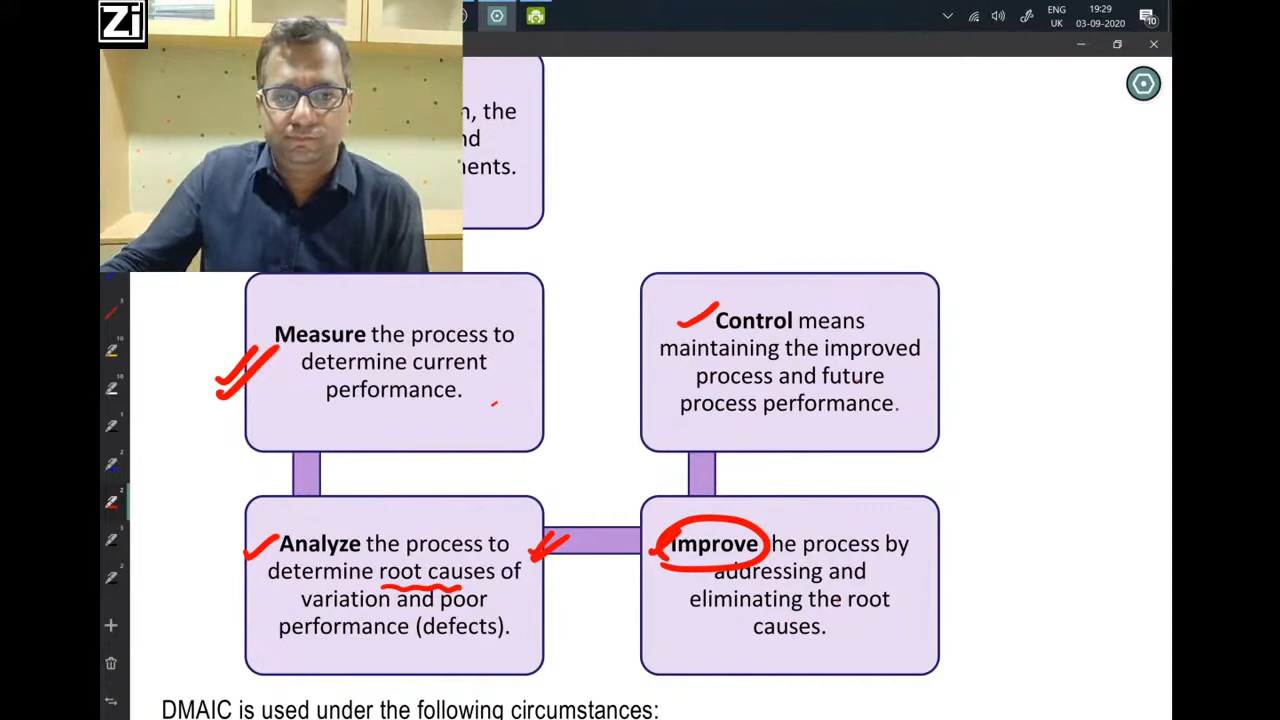 Zi
ENG
UK
19:29
03-09-2020
10
, the
nd
ents.
Measure the process to
determine current
performance.
Control means
maintaining the improved
process and future
process performance.
Analyze the process to
determine root causes of
variation and poor
performance (defects).
Improve the process by
addressing and
eliminating the root
causes.
DMAIC is used under the following circumstances: